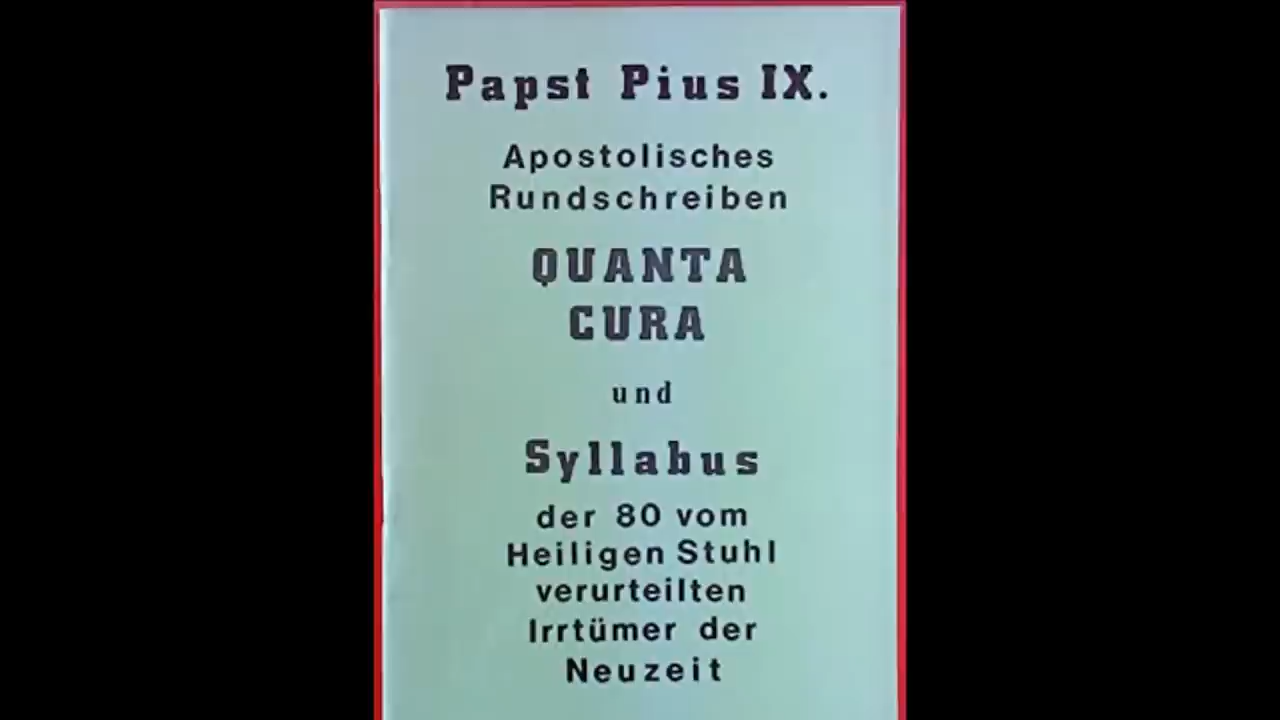 Papst Pius IX.
Apostolisches
Rundschreiben
QUANTA
CURA
und
Syllabus
der 80 vom
Heiligen Stuhl
verurteilten
Irrtümer der
Neuzeit